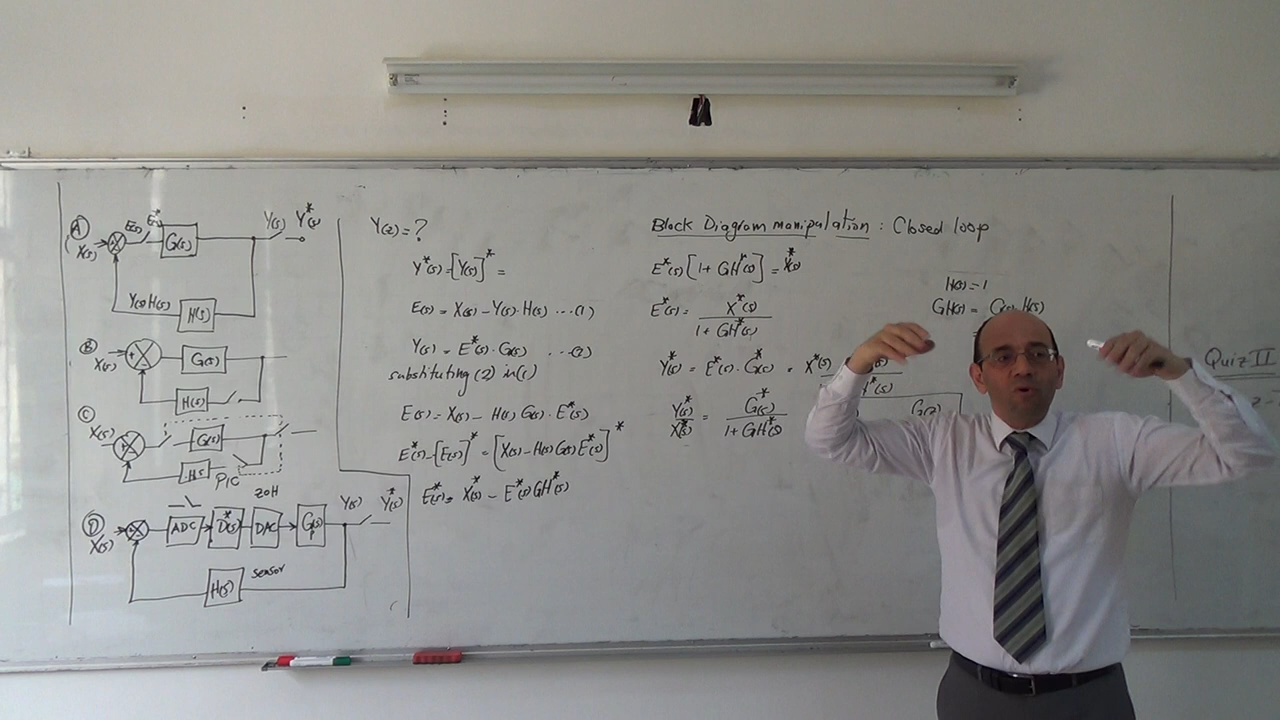 A
X(s)
E(s)
E*(s)
G(s)
Y(s) Y*(s)
Y(s)H(s)
H(s)
B
X(s)
G(s)
H(s)
C
X(s)
G(s)
H(s)
PIC
ZOH
D
X(s)
ADC
D*(s)
DAC
Gp(s)
Y(s) Y*(s)
H(s)
sensor
Y(z) = ?
Y*(s) = [Y(s)]* =
E(s) = X(s) - Y(s)·H(s) ...(1)
Y(s) = E*(s)·G(s) ...(2)
substituting (2) in (1)
E(s) = X(s) - H(s) G(s)·E*(s)
E*(s) = [E(s)]* = [X(s) - H(s)G(s)E*(s)]*
E*(s) = X*(s) - E*(s) GH*(s)
Block Diagram manipulation : Closed loop
E*(s) [1 + GH*(s)] = X*(s)
E*(s) = X*(s) / 1 + GH*(s)
Y*(s) = E*(s) · G*(s) = X*(s)
Y*(s) / X*(s) = G*(s) / 1 + GH*(s)
G(z)
H(s) = 1
GH(s) = G(s)·H(s)
Quiz II